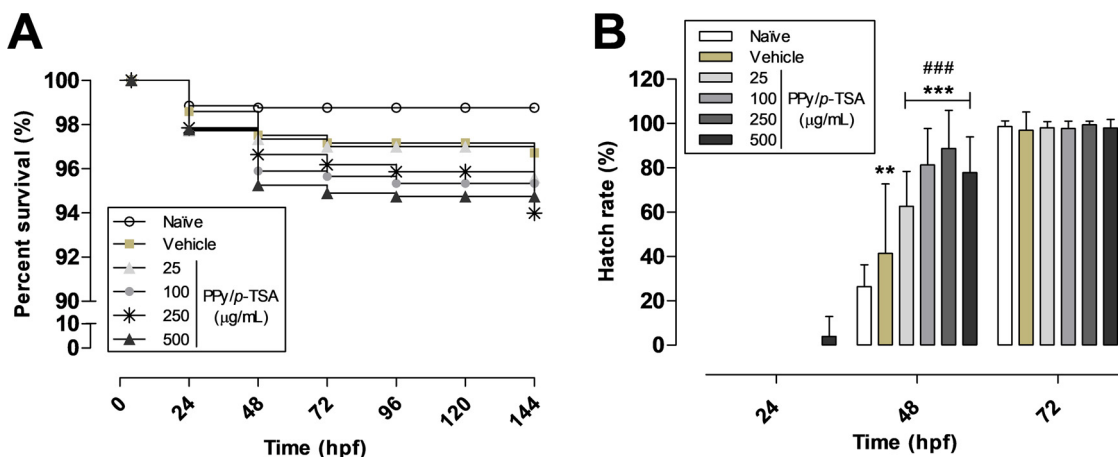 A
Percent survival (%)
100
98
96
94
92
90
10
0
Naïve
Vehicle
25
100
250
500
PPy/p-TSA
(μg/mL)
0
24
48
72
96
120
144
Time (hpf)
B
Naïve
Vehicle
25
100
250
500
PPy/p-TSA
(μg/mL)
Hatch rate (%)
120
100
80
60
40
20
0
**
###
***
24
48
72
Time (hpf)